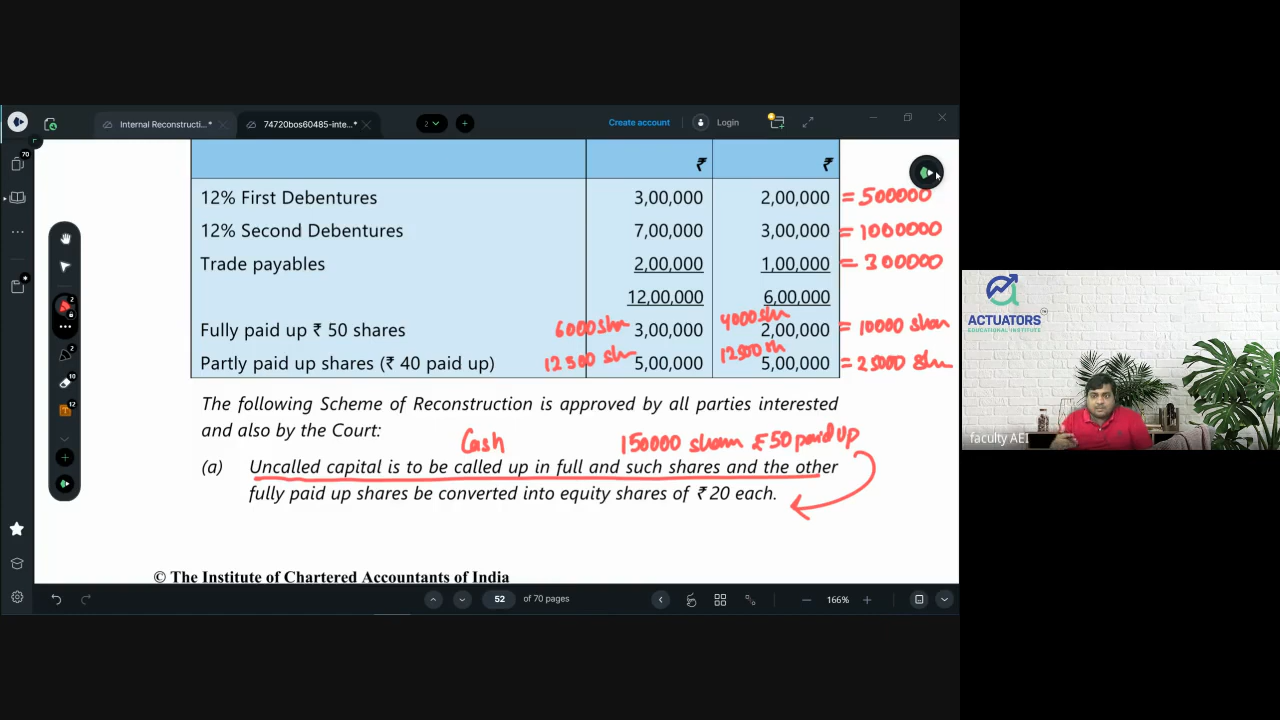 Internal Reconstructi...*
74720bos60485-inte...*
2
Create account
Login
70
₹ ₹
12% First Debentures 3,00,000 2,00,000 = 500000
12% Second Debentures 7,00,000 3,00,000 = 1000000
Trade payables 2,00,000 1,00,000 = 300000
12,00,000 6,00,000
6000 shr 4000 shr
Fully paid up ₹ 50 shares 3,00,000 2,00,000 = 10000 shar
12500 sh 12500 sh
Partly paid up shares (₹ 40 paid up) 5,00,000 5,00,000 = 25000 shr
The following Scheme of Reconstruction is approved by all parties interested
and also by the Court:
Cash 150000 sharm ₹50 paid up
(a) Uncalled capital is to be called up in full and such shares and the other
fully paid up shares be converted into equity shares of ₹ 20 each.
© The Institute of Chartered Accountants of India
52 of 70 pages
166%
ACTUATORS
EDUCATIONAL INSTITUTE
faculty AEI